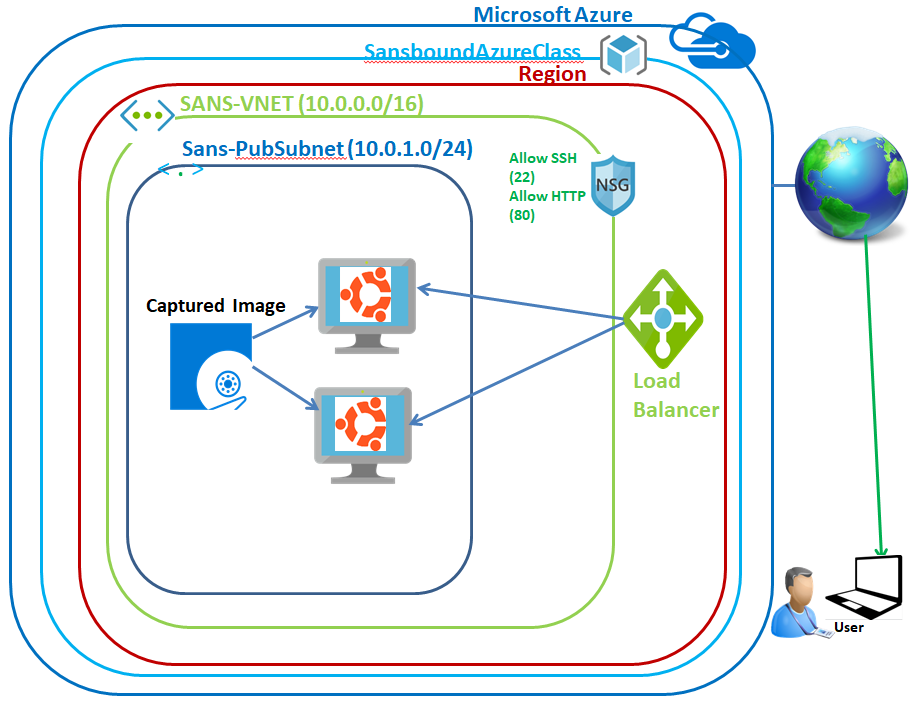 Microsoft Azure
SansboundAzureClass
Region
SANS-VNET (10.0.0.0/16)
Sans-PubSubnet (10.0.1.0/24)
Allow SSH
(22)
Allow HTTP
(80)
NSG
Captured Image
Load
Balancer
User